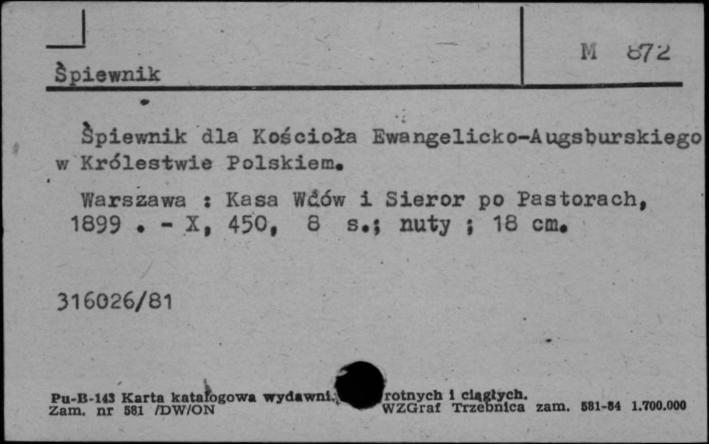 M 872
Śpiewnik
Śpiewnik dla Kościoła Ewangelicko-Augsburskiego
w Królestwie Polskiem.
Warszawa : Kasa Wdów i Sieror po Pastorach,
1899 . - X, 450, 8 s.; nuty ; 18 cm.
316026/81
Pu-B-143 Karta katalogowa wydawni. rotnych i ciągłych.
Zam. nr 581 /DW/ON WZGraf Trzebnica zam. 581-84 1.700.000